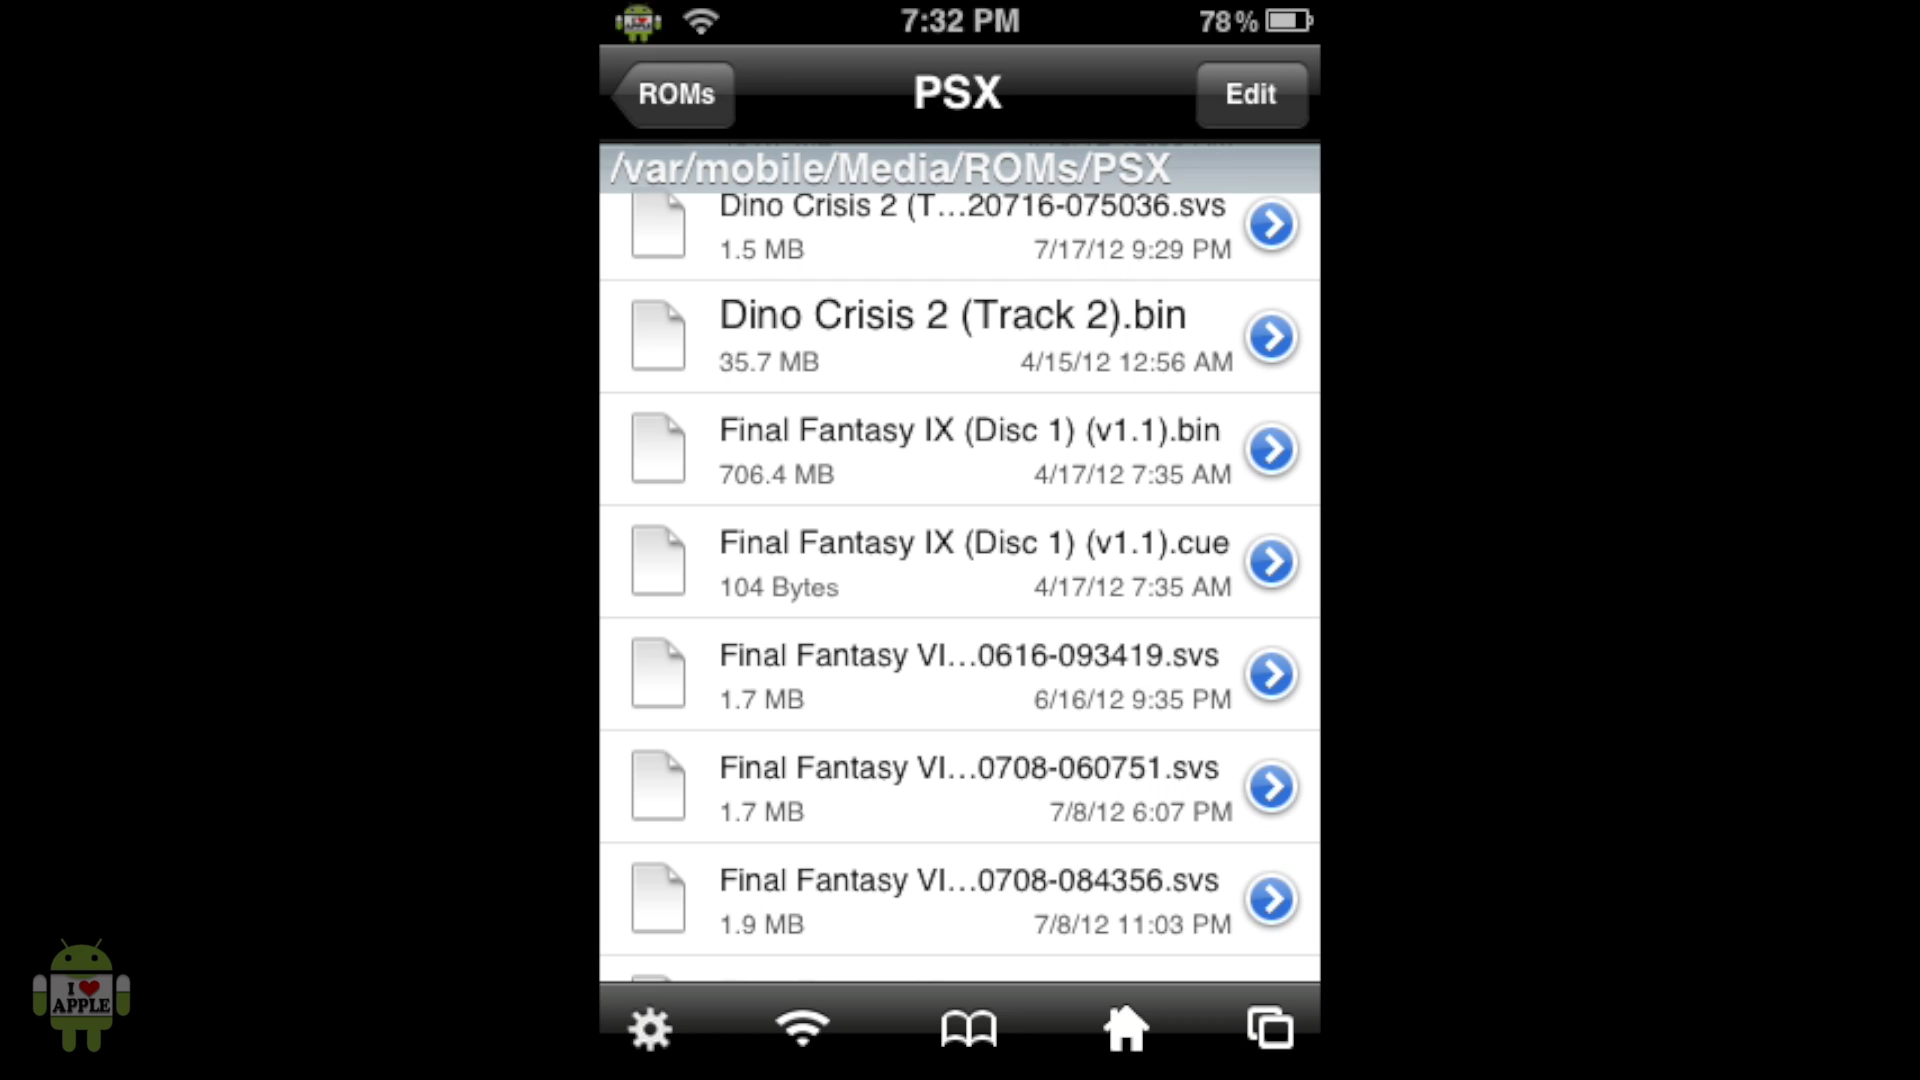 7:32 PM
78%
ROMs
PSX
Edit
/var/mobile/Media/ROMs/PSX
Dino Crisis 2 (T...20716-075036.svs
1.5 MB
7/17/12 9:29 PM
Dino Crisis 2 (Track 2).bin
35.7 MB
4/15/12 12:56 AM
Final Fantasy IX (Disc 1) (v1.1).bin
706.4 MB
4/17/12 7:35 AM
Final Fantasy IX (Disc 1) (v1.1).cue
104 Bytes
4/17/12 7:35 AM
Final Fantasy VI...0616-093419.svs
1.7 MB
6/16/12 9:35 PM
Final Fantasy VI...0708-060751.svs
1.7 MB
7/8/12 6:07 PM
Final Fantasy VI...0708-084356.svs
1.9 MB
7/8/12 11:03 PM
I ❤
APPLE